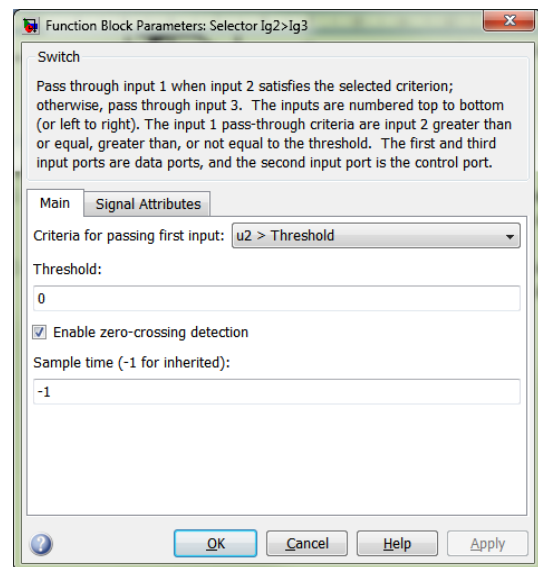 Function Block Parameters: Selector Ig2>Ig3
Switch
Pass through input 1 when input 2 satisfies the selected criterion;
otherwise, pass through input 3.  The inputs are numbered top to bottom
(or left to right). The input 1 pass-through criteria are input 2 greater than
or equal, greater than, or not equal to the threshold.  The first and third
input ports are data ports, and the second input port is the control port.
Main Signal Attributes
Criteria for passing first input: u2 > Threshold
Threshold:
0
Enable zero-crossing detection
Sample time (-1 for inherited):
-1
? OK Cancel Help Apply